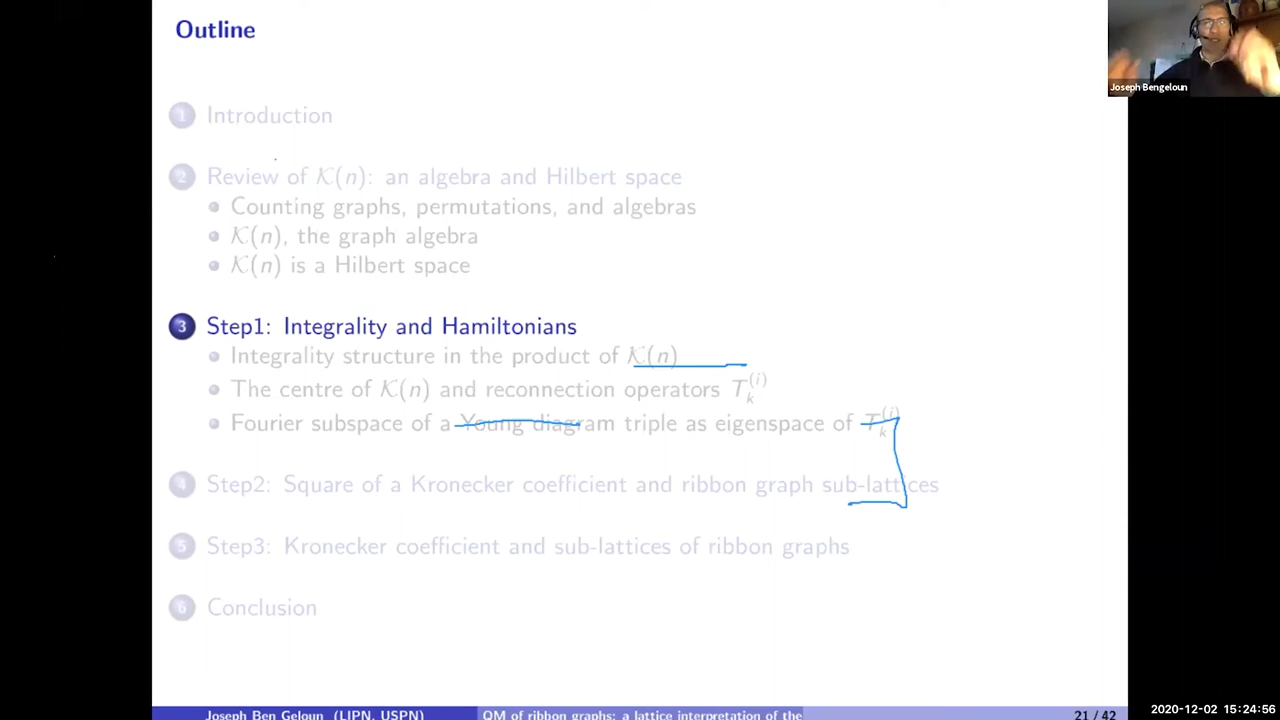 Outline
Joseph Bengeloun
1 Introduction
2 Review of 𝒦(n): an algebra and Hilbert space
Counting graphs, permutations, and algebras
𝒦(n), the graph algebra
𝒦(n) is a Hilbert space
3 Step1: Integrality and Hamiltonians
Integrality structure in the product of 𝒦(n)
The centre of 𝒦(n) and reconnection operators T_k^{(i)}
Fourier subspace of a Young diagram triple as eigenspace of T_k^{(i)}
4 Step2: Square of a Kronecker coefficient and ribbon graph sub-lattices
5 Step3: Kronecker coefficient and sub-lattices of ribbon graphs
6 Conclusion
Joseph Ben Geloun (LIPN, USPN) QM of ribbon graphs: a lattice interpretation of the 21 / 42
2020-12-02 15:24:56